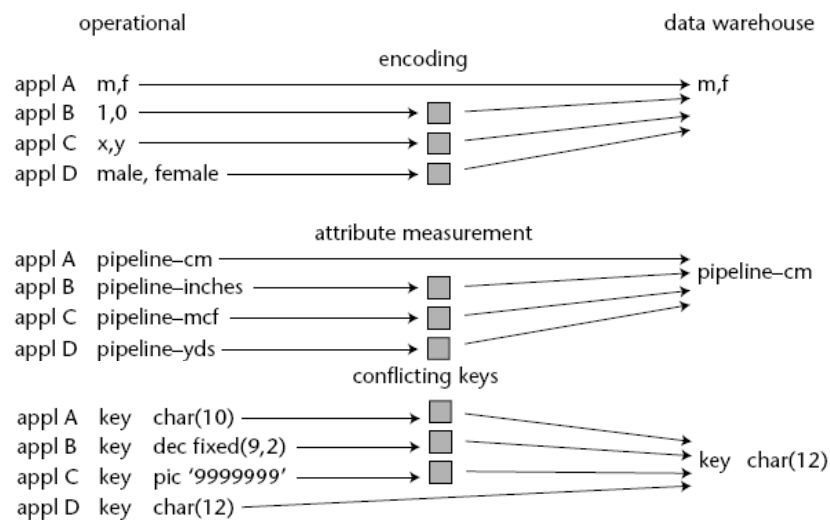 operational data warehouse
encoding
appl A m,f m,f
appl B 1,0
appl C x,y
appl D male, female
attribute measurement
appl A pipeline–cm pipeline–cm
appl B pipeline–inches
appl C pipeline–mcf
appl D pipeline–yds
conflicting keys
appl A key char(10)
appl B key dec fixed(9,2) key char(12)
appl C key pic ‘9999999’
appl D key char(12)